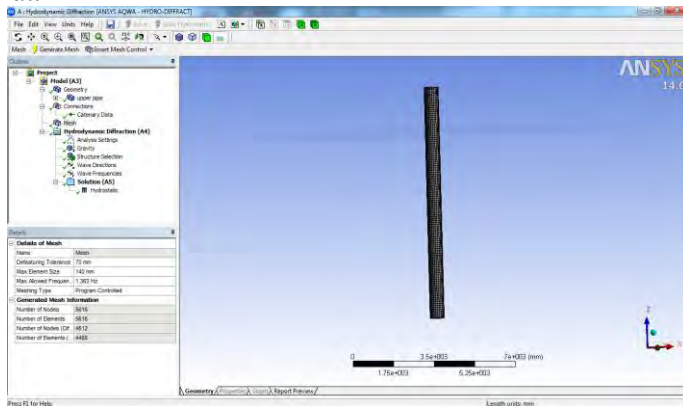 A : Hydrodynamic Diffraction [ANSYS AQWA - HYDRO-DIFFRACT]
File Edit View Units Help
Mesh Generate Mesh Insert Mesh Control
Outline
Project
Model (A3)
Geometry
upper pipe
Connections
Catenary Data
Mesh
Hydrodynamic Diffraction (A4)
Analysis Settings
Gravity
Structure Selection
Wave Directions
Wave Frequencies
Solution (A5)
Hydrostatic
Details
Details of Mesh
Name Mesh
Defeaturing Tolerance 70 mm
Max Element Size 140 mm
Max Allowed Frequen... 1.363 Hz
Meshing Type Program Controlled
Generated Mesh Information
Number of Nodes 5616
Number of Elements 5616
Number of Nodes (Dif 4512
Number of Elements ( 4488
ANSYS
14.0
Z
X
0 3.5e+003 7e+003 (mm)
1.75e+003 5.25e+003
Geometry Properties Graph Report Preview
Press F1 for Help
Length units: mm